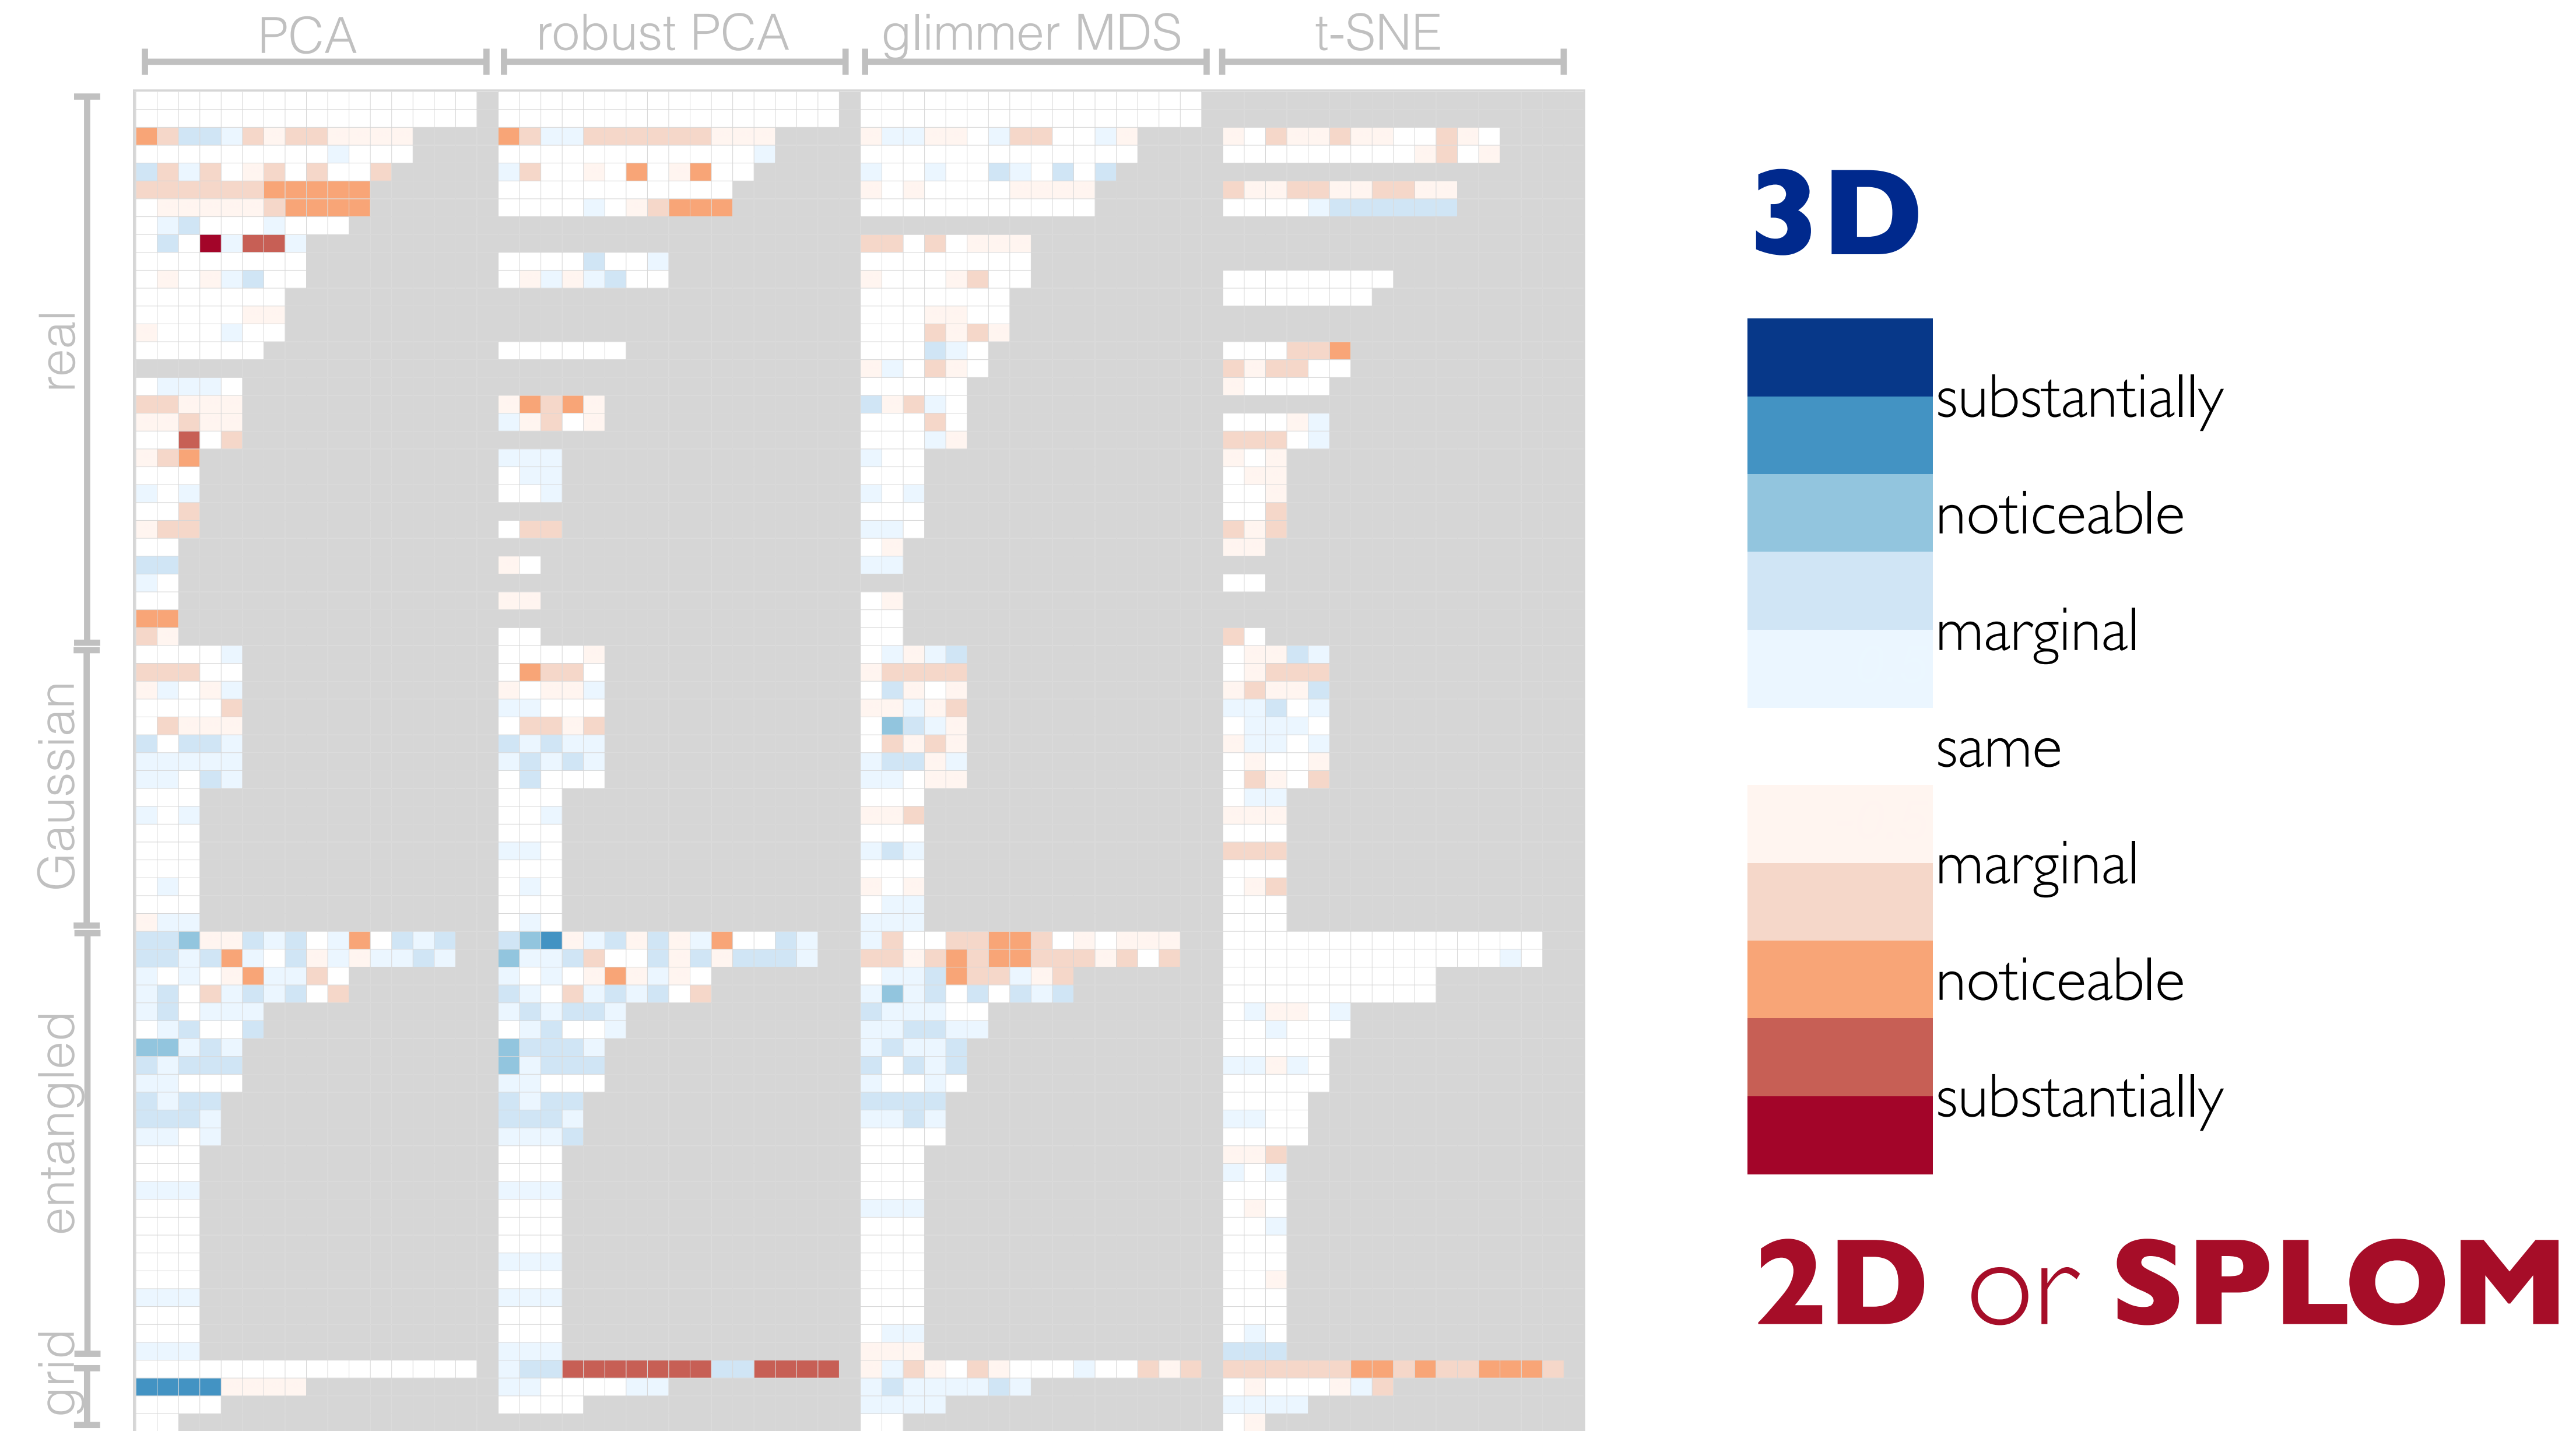 PCA
robust PCA
glimmer MDS
t-SNE
real
Gaussian
entangled
grid
3D
substantially
noticeable
marginal
same
marginal
noticeable
substantially
2D or SPLOM